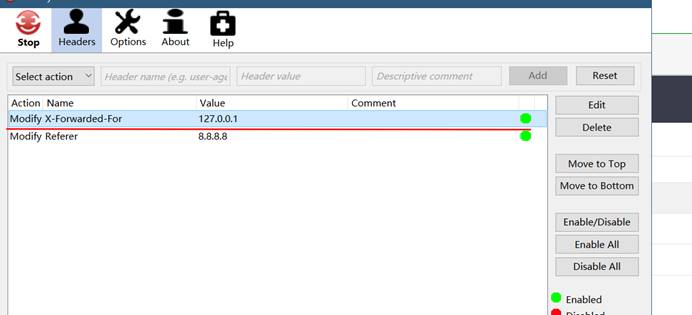 Stop Headers Options About Help
Select action Header name (e.g. user-age Header value Descriptive comment Add Reset
Action Name Value Comment
Modify X-Forwarded-For 127.0.0.1
Modify Referer 8.8.8.8
Edit
Delete
Move to Top
Move to Bottom
Enable/Disable
Enable All
Disable All
Enabled
Disabled